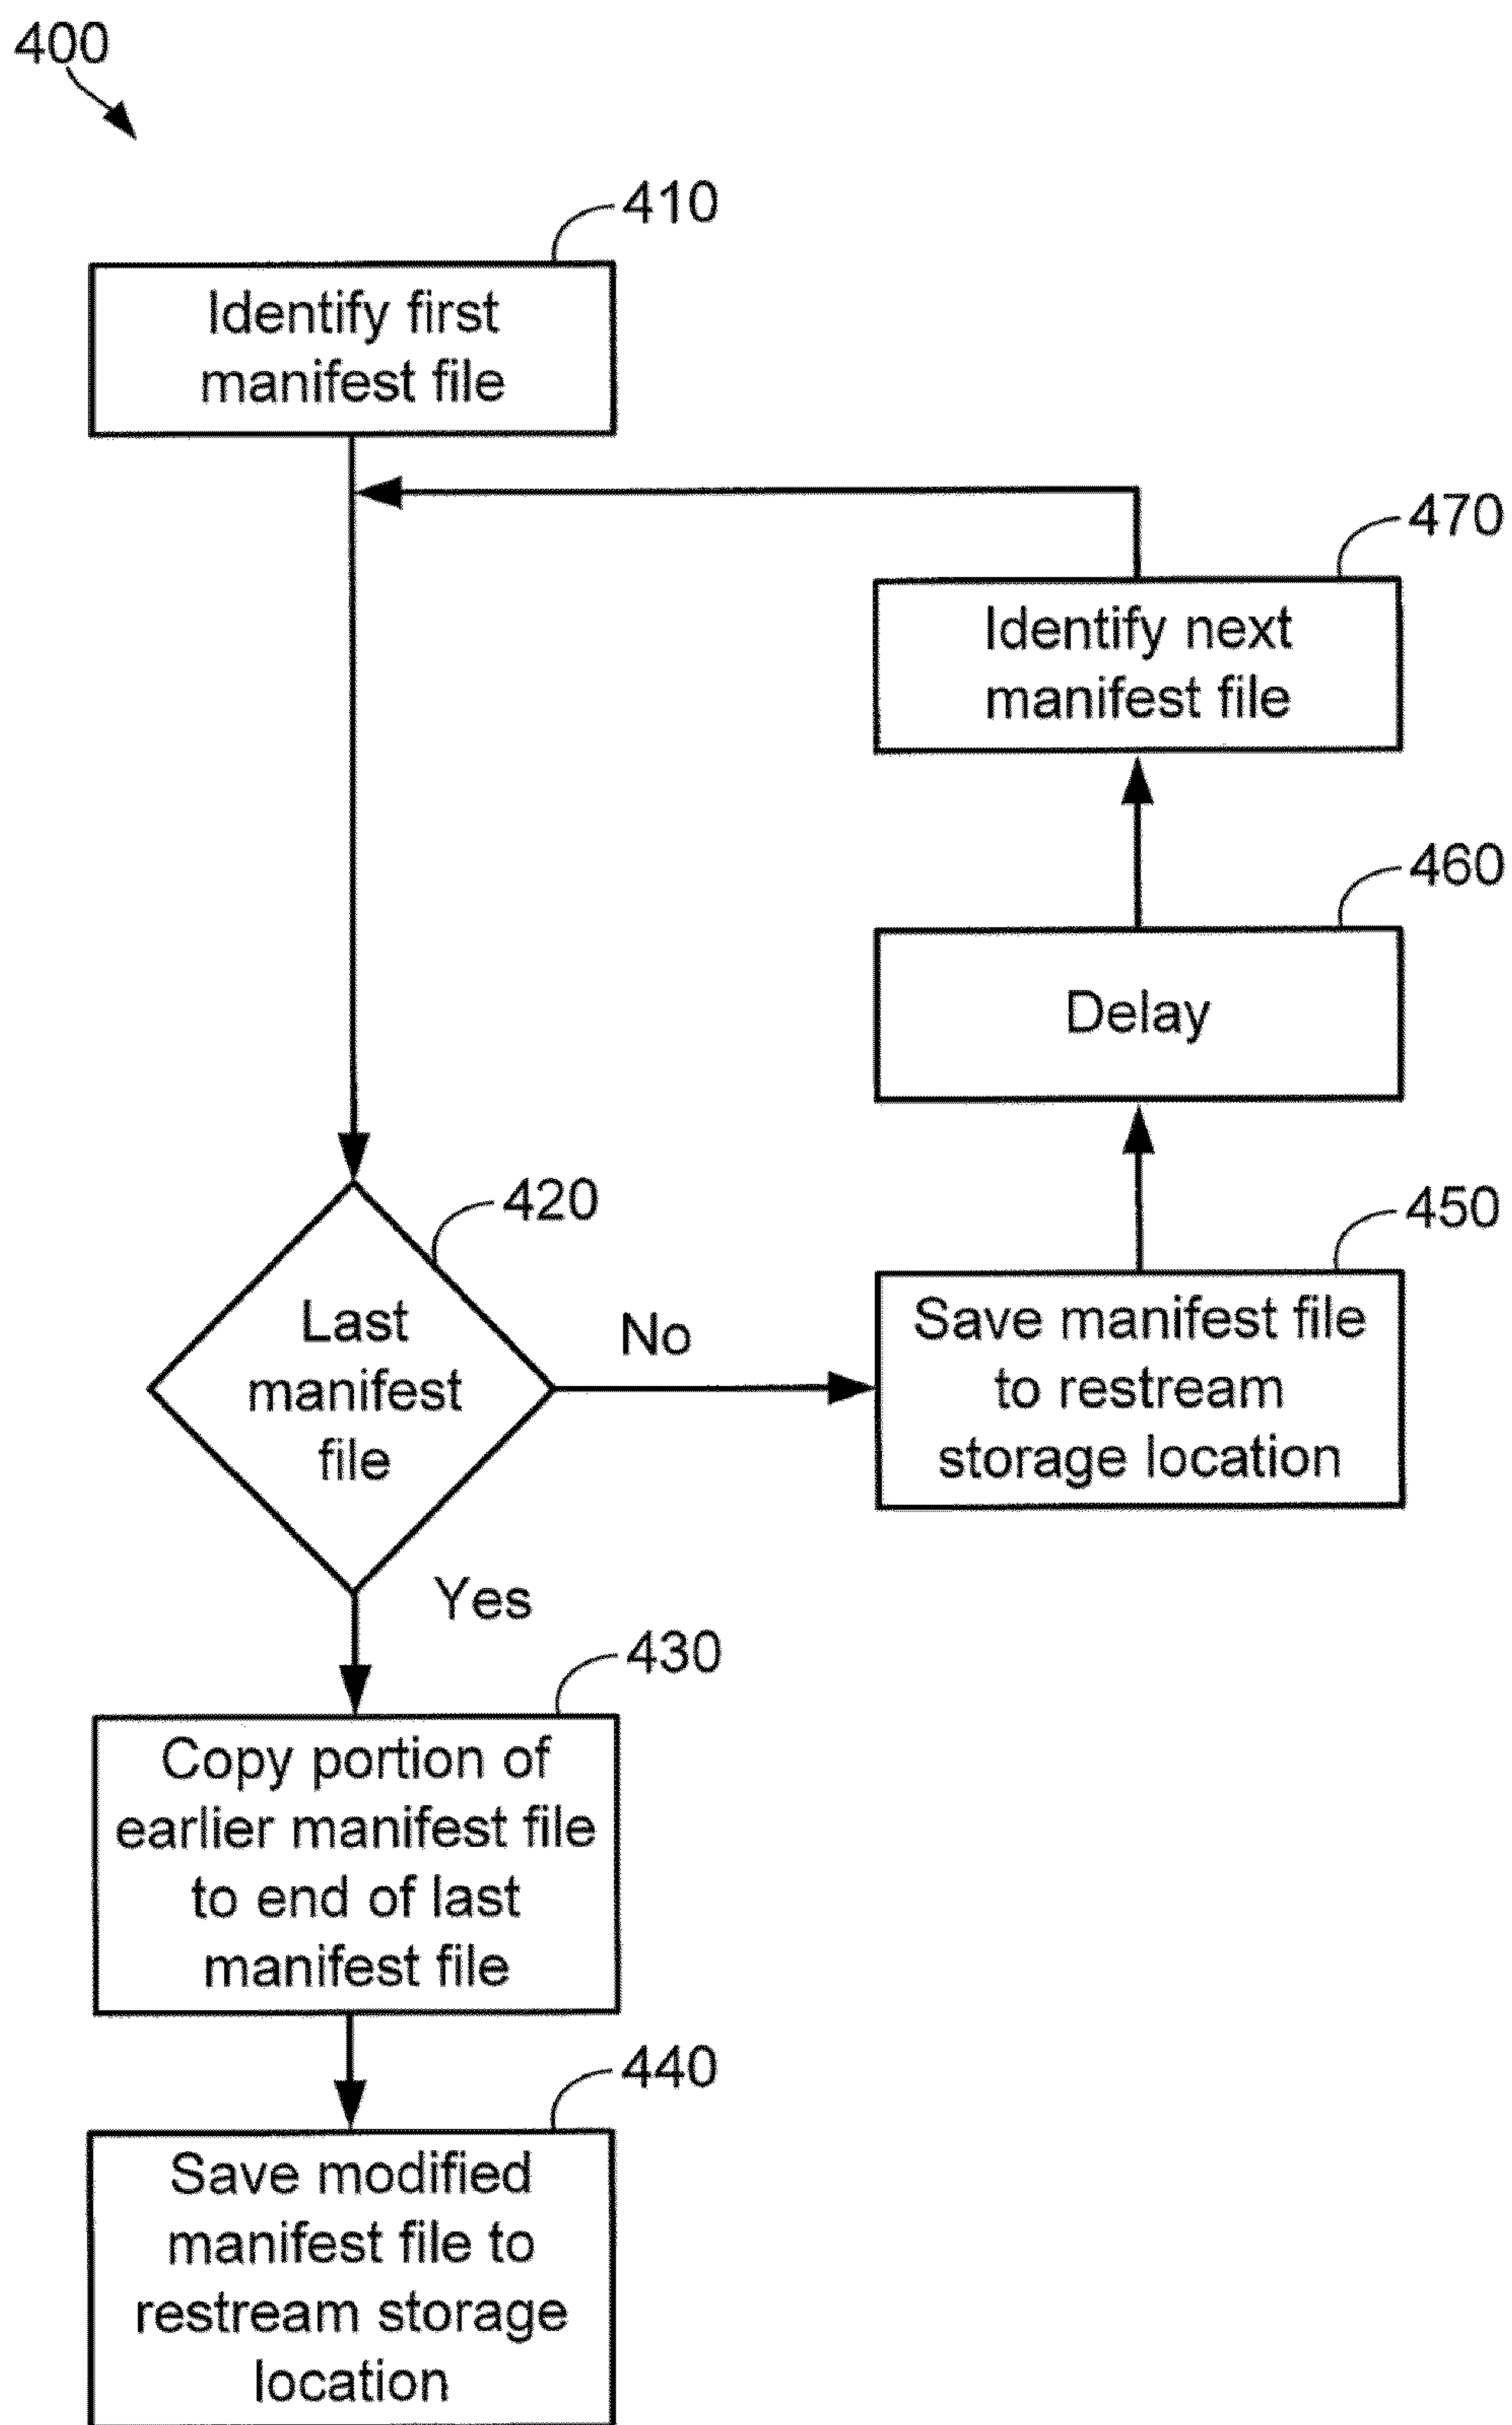 400
410
Identify first
manifest file
470
Identify next
manifest file
460
Delay
420
450
Last
manifest
file
No
Save manifest file
to restream
storage location
Yes
430
Copy portion of
earlier manifest file
to end of last
manifest file
440
Save modified
manifest file to
restream storage
location